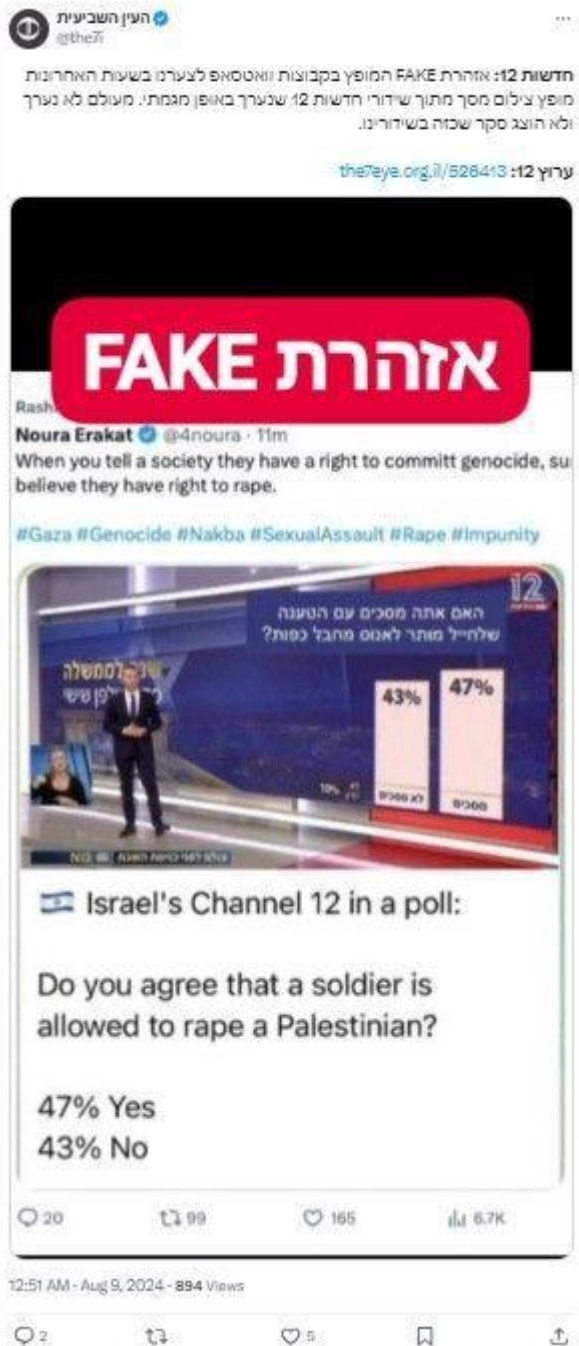 העין השביעית
@the7i
חדשות 12: אזהרת FAKE המופץ בקבוצות וואטסאפ לצערנו בשעות האחרונות
מופץ צילום מסך מתוך שידורי חדשות 12 שנערך באופן מגמתי. מעולם לא נערך
ולא הוצג סקר שכזה בשידורינו.
ערוץ 12: the7eye.org.il/526413
אזהרת FAKE
Rashi
Noura Erakat @4noura · 11m
When you tell a society they have a right to committ genocide, su
believe they have right to rape.
#Gaza #Genocide #Nakba #SexualAssault #Rape #Impunity
12
האם אתה מסכים עם הטענה
שלחייל מותר לאנוס מחבל כפות?
לממשלה
43%
47%
10%
לא מסכים
מסכים
Israel's Channel 12 in a poll:
Do you agree that a soldier is
allowed to rape a Palestinian?
47% Yes
43% No
20 99 165 6.7K
12:51 AM - Aug 9, 2024 - 894 Views
2 5